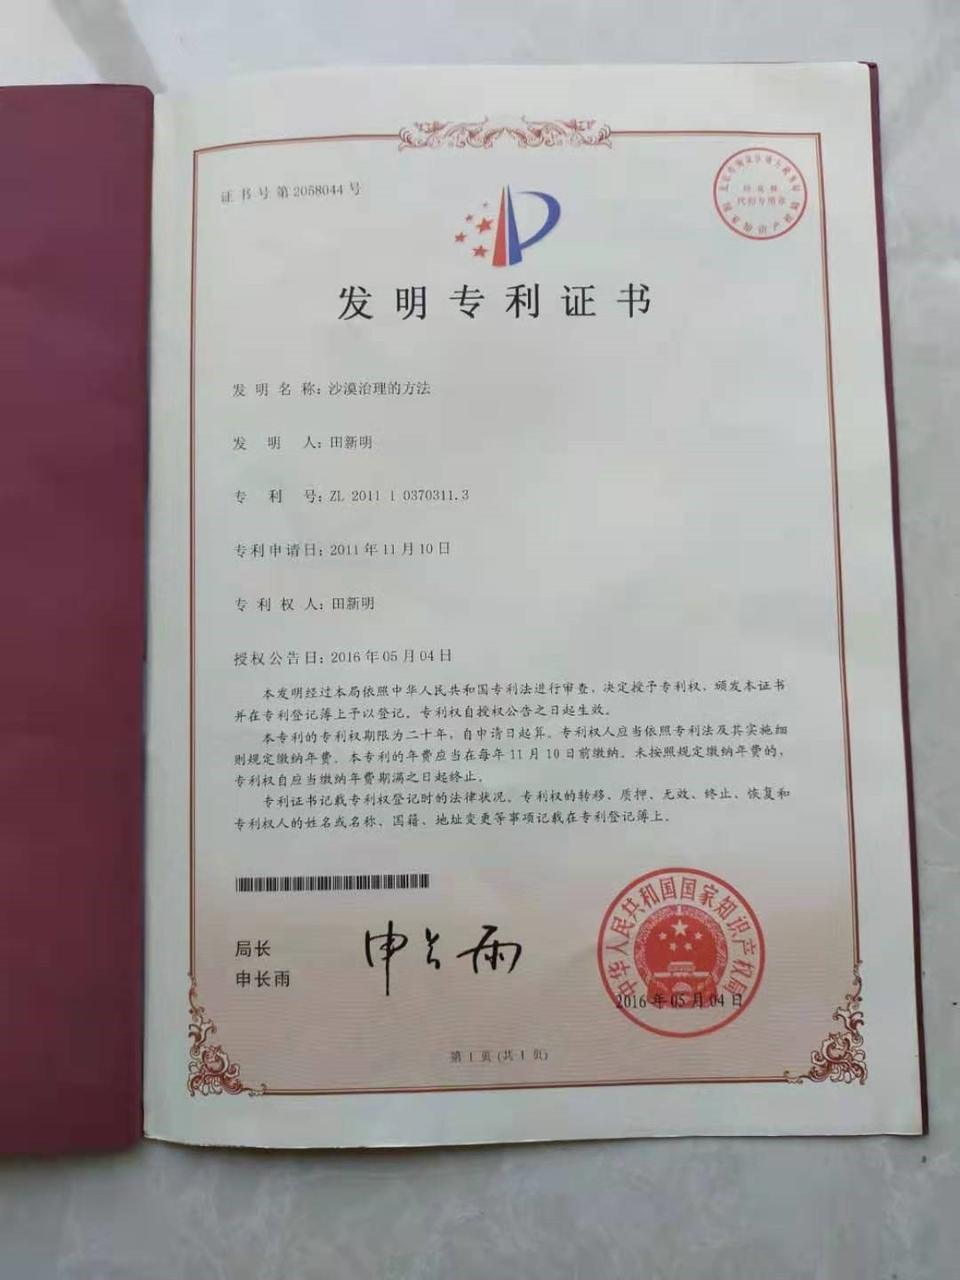 证书号第2058044号
发明专利证书
发明名称：沙漠治理的方法
发明人：田新明
专利号：ZL 2011 1 0370311.3
专利申请日：2011年11月10日
专利权人：田新明
授权公告日：2016年05月04日
本发明经过本局依照中华人民共和国专利法进行审查，决定授予专利权，颁发本证书
并在专利登记簿上予以登记。专利权自授权公告之日起生效。
本专利的专利权期限为二十年，自申请日起算。专利权人应当依照专利法及其实施细
则规定缴纳年费。本专利的年费应当在每年11月10日前缴纳。未按照规定缴纳年费的，
专利权自应当缴纳年费期满之日起终止。
专利证书记载专利权登记时的法律状况。专利权的转移、质押、无效、终止、恢复和
专利权人的姓名或名称、国籍、地址变更等事项记载在专利登记簿上。
局长
申长雨
申长雨
中华人民共和国国家知识产权局
2016年05月04日
第1页(共1页)